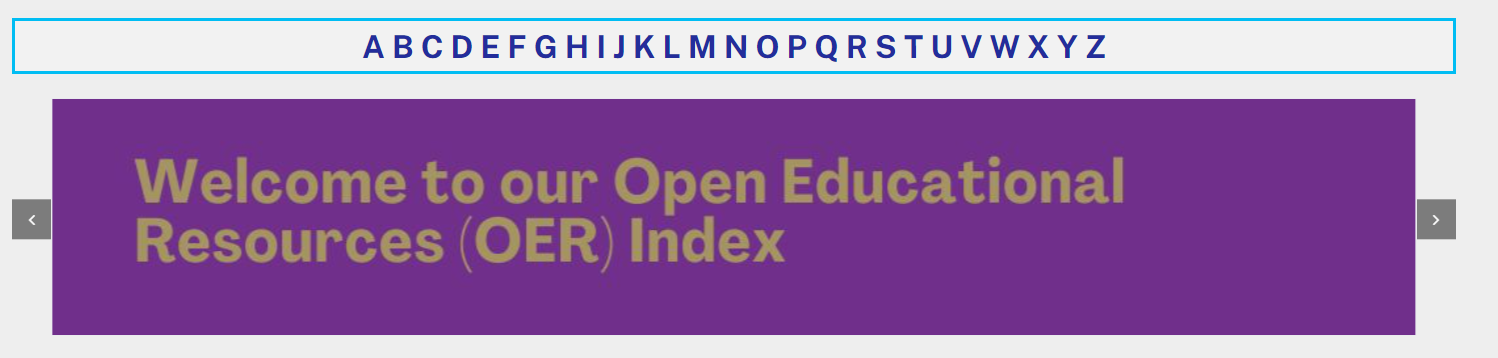 A B C D E F G H I J K L M N O P Q R S T U V W X Y Z
Welcome to our Open Educational
Resources (OER) Index